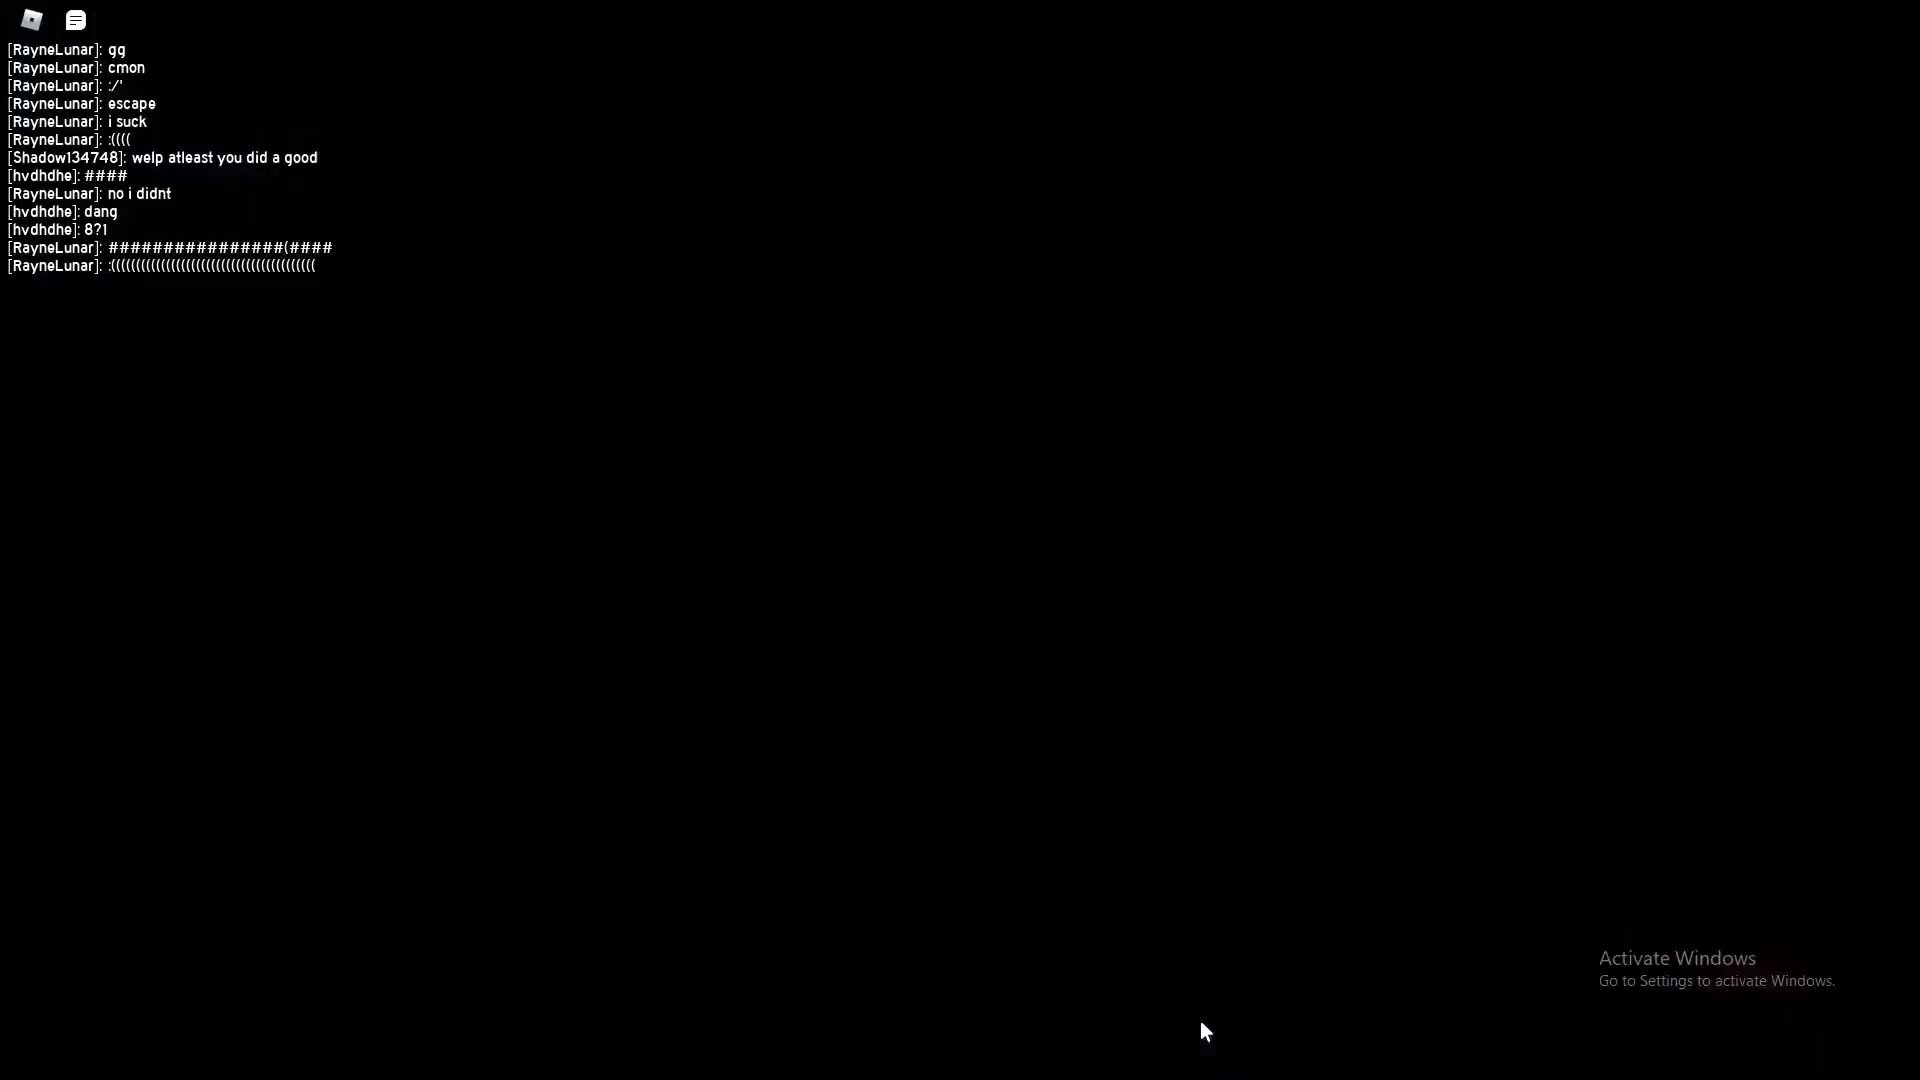 [RayneLunar]: gg
[RayneLunar]: cmon
[RayneLunar]: :/'
[RayneLunar]: escape
[RayneLunar]: i suck
[RayneLunar]: :((((
[Shadow134748]: welp atleast you did a good
[hvdhdhe]: ####
[RayneLunar]: no i didnt
[hvdhdhe]: dang
[hvdhdhe]: 8?1
[RayneLunar]: ################(####
[RayneLunar]: :(((((((((((((((((((((((((((((((((((((((((
Activate Windows
Go to Settings to activate Windows.